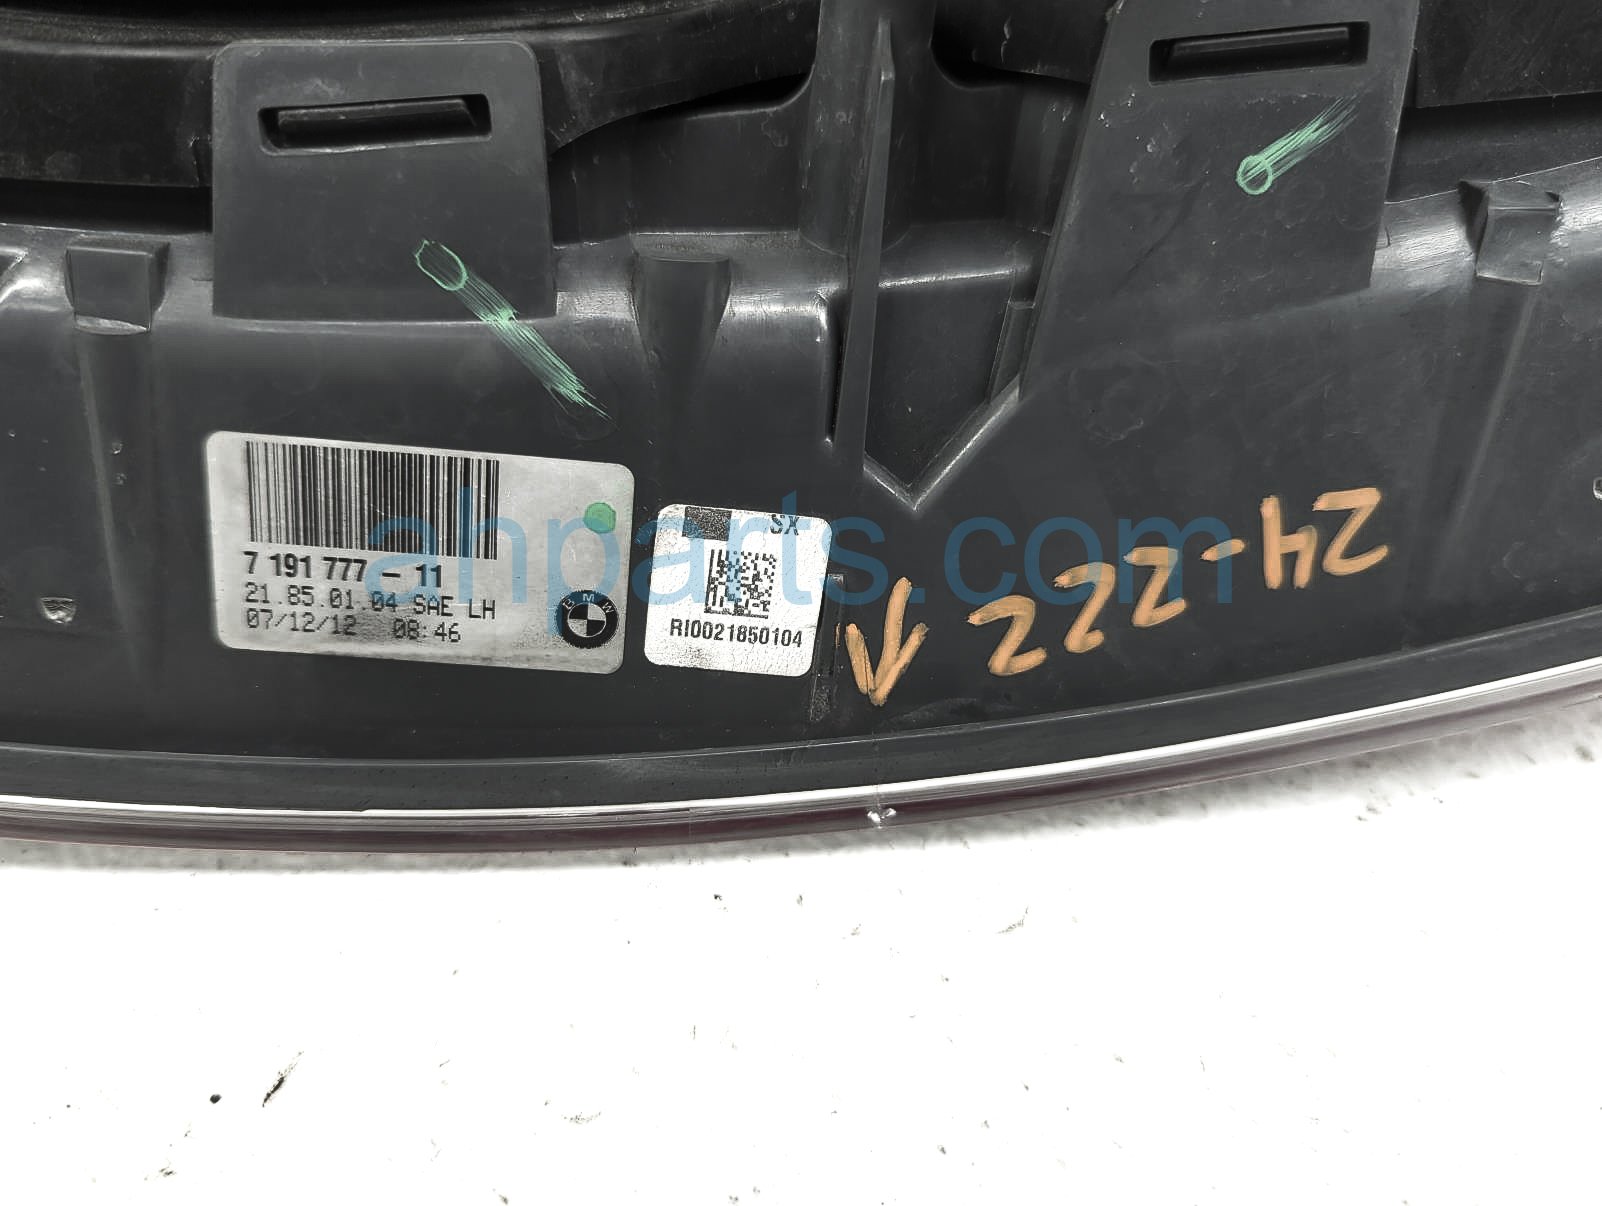 7 191 777 - 11
21.85.01.04 SAE LH
07/12/12 08:46
BMW
SX
RI0021850104
24-222
ahparts.com